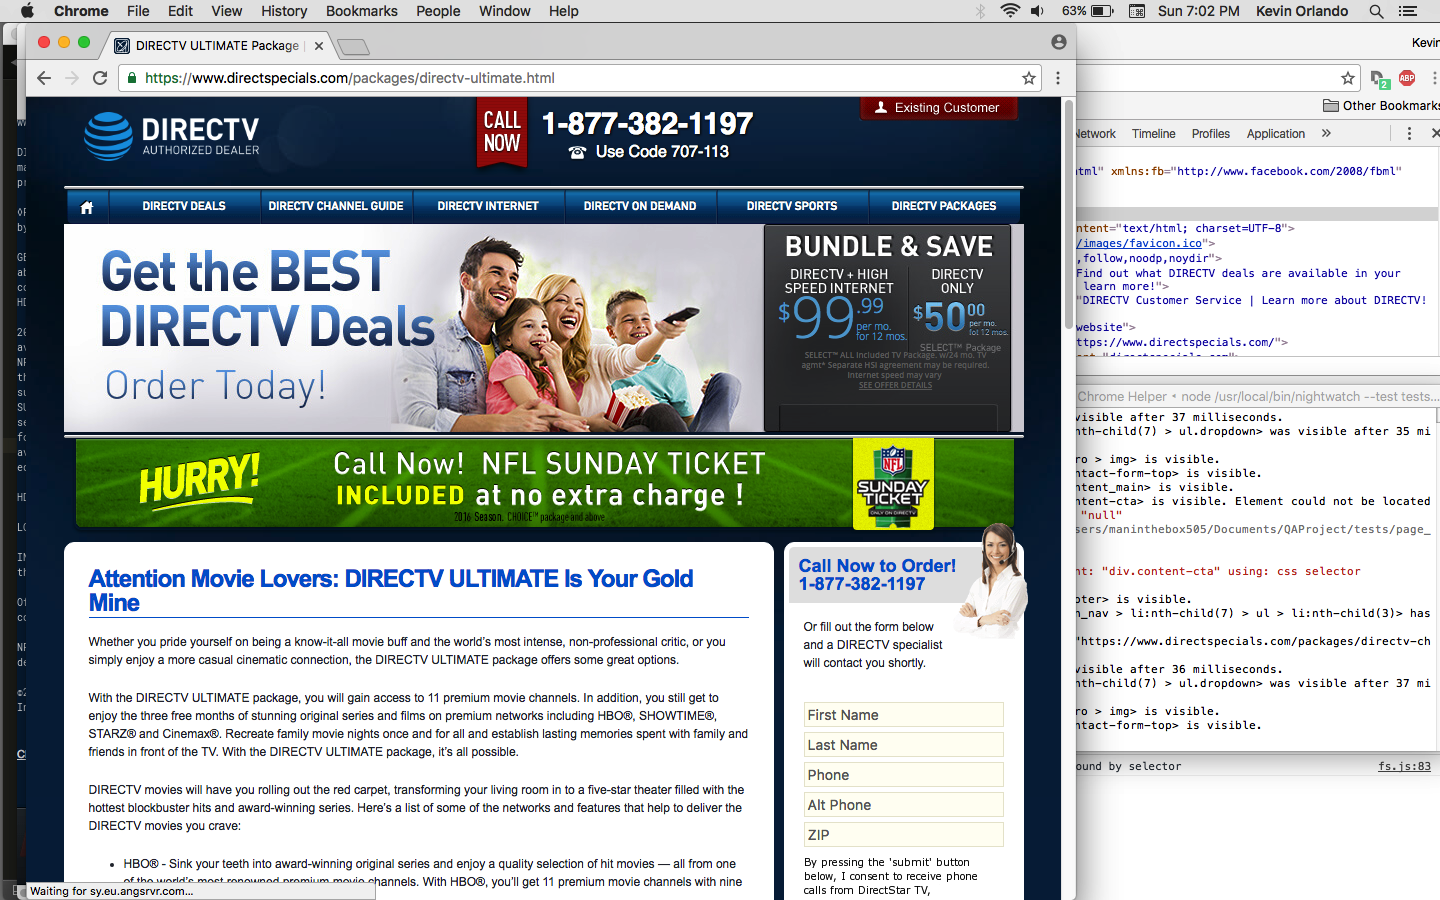 Chrome File Edit View History Bookmarks People Window Help 63% Sun 7:02 PM Kevin Orlando
DIRECTV ULTIMATE Package
https://www.directspecials.com/packages/directv-ultimate.html
DIRECTV
AUTHORIZED DEALER
CALL
NOW
1-877-382-1197
Use Code 707-113
Existing Customer
DIRECTV DEALS DIRECTV CHANNEL GUIDE DIRECTV INTERNET DIRECTV ON DEMAND DIRECTV SPORTS DIRECTV PACKAGES
Get the BEST
DIRECTV Deals
Order Today!
BUNDLE & SAVE
DIRECTV + HIGH
SPEED INTERNET
$99.99
per mo.
for 12 mos.
DIRECTV
ONLY
$50.00
per mo.
for 12 mos.
SELECT™ Package
SELECT™ ALL Included TV Package. w/24 mo. TV
agmt* Separate HSI agreement may be required.
Internet speed may vary
SEE OFFER DETAILS
HURRY!
Call Now! NFL SUNDAY TICKET
INCLUDED at no extra charge !
2016 Season. CHOICE™ package and above
NFL
SUNDAY
TICKET
ONLY ON DIRECTV
Attention Movie Lovers: DIRECTV ULTIMATE Is Your Gold
Mine
Whether you pride yourself on being a know-it-all movie buff and the world's most intense, non-professional critic, or you
simply enjoy a more casual cinematic connection, the DIRECTV ULTIMATE package offers some great options.
With the DIRECTV ULTIMATE package, you will gain access to 11 premium movie channels. In addition, you still get to
enjoy the three free months of stunning original series and films on premium networks including HBO®, SHOWTIME®,
STARZ® and Cinemax®. Recreate family movie nights once and for all and establish lasting memories spent with family and
friends in front of the TV. With the DIRECTV ULTIMATE package, it's all possible.
DIRECTV movies will have you rolling out the red carpet, transforming your living room in to a five-star theater filled with the
hottest blockbuster hits and award-winning series. Here's a list of some of the networks and features that help to deliver the
DIRECTV movies you crave:
• HBO® - Sink your teeth into award-winning original series and enjoy a quality selection of hit movies — all from one
of the world's most renowned premium movie channels. With HBO®, you'll get 11 premium movie channels with nine
Waiting for sy.eu.angsrvr.com...
Call Now to Order!
1-877-382-1197
Or fill out the form below
and a DIRECTV specialist
will contact you shortly.
First Name
Last Name
Phone
Alt Phone
ZIP
By pressing the 'submit' button
below, I consent to receive phone
calls from DirectStar TV,
Kevin
2
ABP
Other Bookmarks
Network Timeline Profiles Application »
html" xmlns:fb="http://www.facebook.com/2008/fbml"
ntent="text/html; charset=UTF-8">
/images/favicon.ico">
,follow,noodp,noydir">
Find out what DIRECTV deals are available in your
learn more!">
"DIRECTV Customer Service | Learn more about DIRECTV!
website">
ttps://www.directspecials.com/">
Chrome Helper • node /usr/local/bin/nightwatch --test tests...
visible after 37 milliseconds.
nth-child(7) > ul.dropdown> was visible after 35 mi
ro > img> is visible.
ntact-form-top> is visible.
ntent_main> is visible.
ntent-cta> is visible. Element could not be located
"null"
sers/maninthebox505/Documents/QAProject/tests/page_
nt: "div.content-cta" using: css selector
oter> is visible.
n_nav > li:nth-child(7) > ul > li:nth-child(3)> has
"https://www.directspecials.com/packages/directv-ch
visible after 36 milliseconds.
nth-child(7) > ul.dropdown> was visible after 37 mi
ro > img> is visible.
ntact-form-top> is visible.
ound by selector fs.js:83